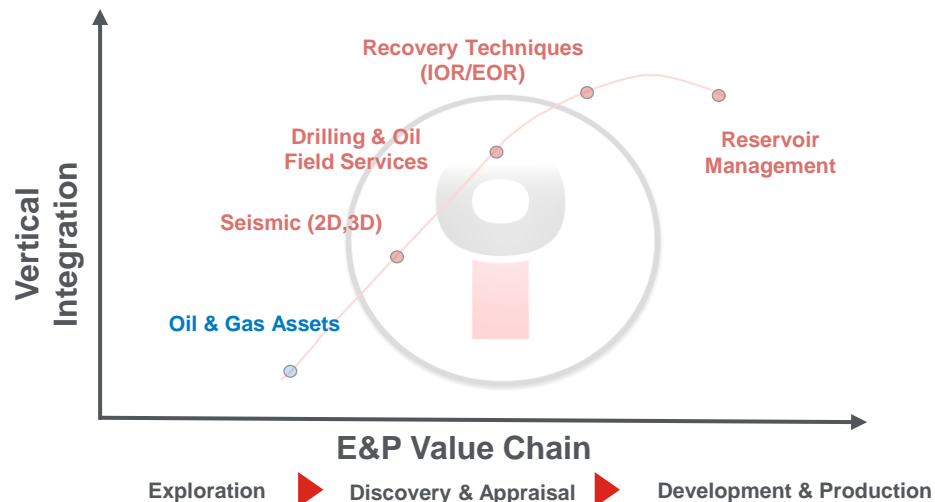 Recovery Techniques
(IOR/EOR)
Drilling & Oil
Field Services
Reservoir
Management
Seismic (2D,3D)
Oil & Gas Assets
Vertical
Integration
E&P Value Chain
Exploration
Discovery & Appraisal
Development & Production